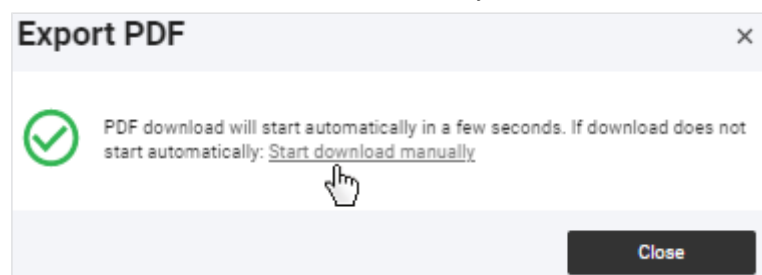 Export PDF
PDF download will start automatically in a few seconds. If download does not
start automatically: Start download manually
Close